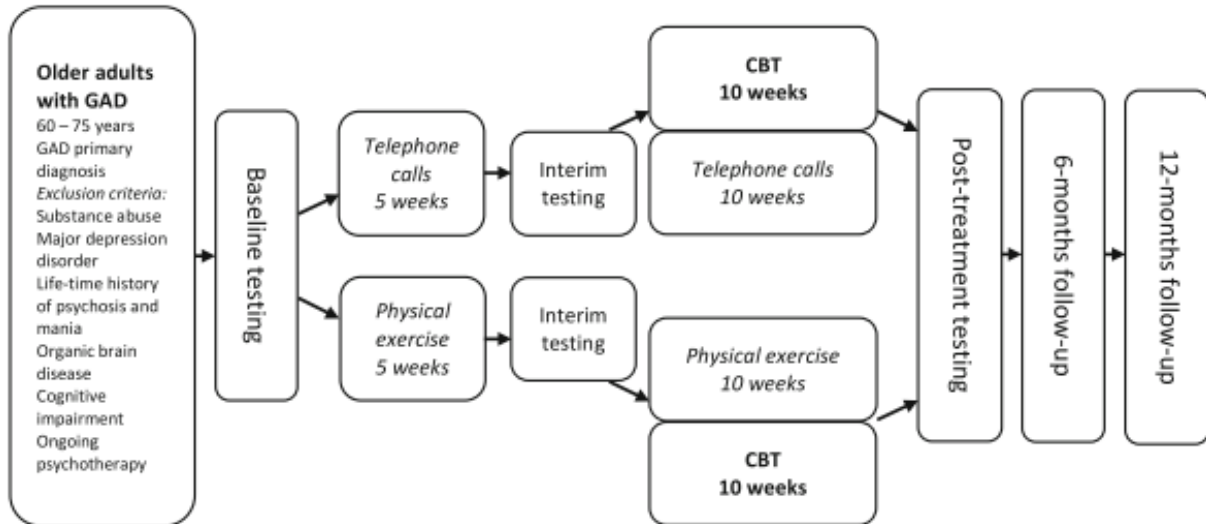 Older adults
with GAD
60 – 75 years
GAD primary
diagnosis
Exclusion criteria:
Substance abuse
Major depression
disorder
Life-time history
of psychosis and
mania
Organic brain
disease
Cognitive
impairment
Ongoing
psychotherapy
Baseline testing
Telephone
calls
5 weeks
Interim
testing
CBT
10 weeks
Telephone calls
10 weeks
Physical
exercise
5 weeks
Interim
testing
Physical exercise
10 weeks
CBT
10 weeks
Post-treatment testing
6-months follow-up
12-months follow-up